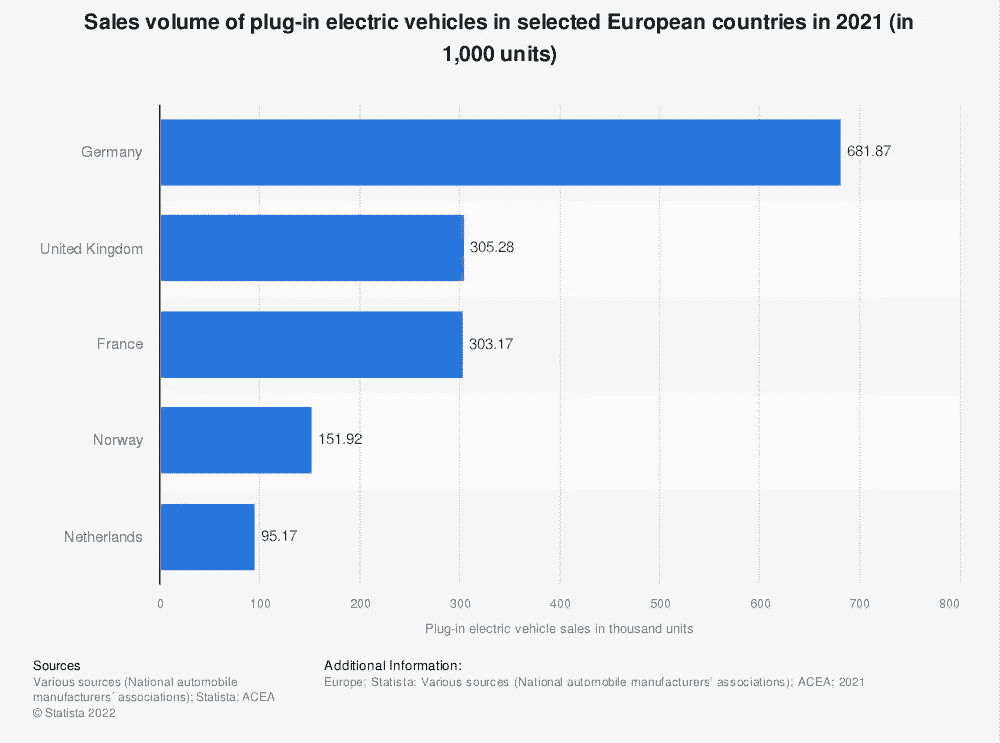 Sales volume of plug-in electric vehicles in selected European countries in 2021 (in
1,000 units)
Germany
681.87
United Kingdom
305.28
France
303.17
Norway
151.92
Netherlands
95.17
0 100 200 300 400 500 600 700 800
Plug-in electric vehicle sales in thousand units
Sources
Various sources (National automobile
manufacturers´ associations); Statista; ACEA
© Statista 2022
Additional Information:
Europe; Statista; Various sources (National automobile manufacturers' associations); ACEA; 2021